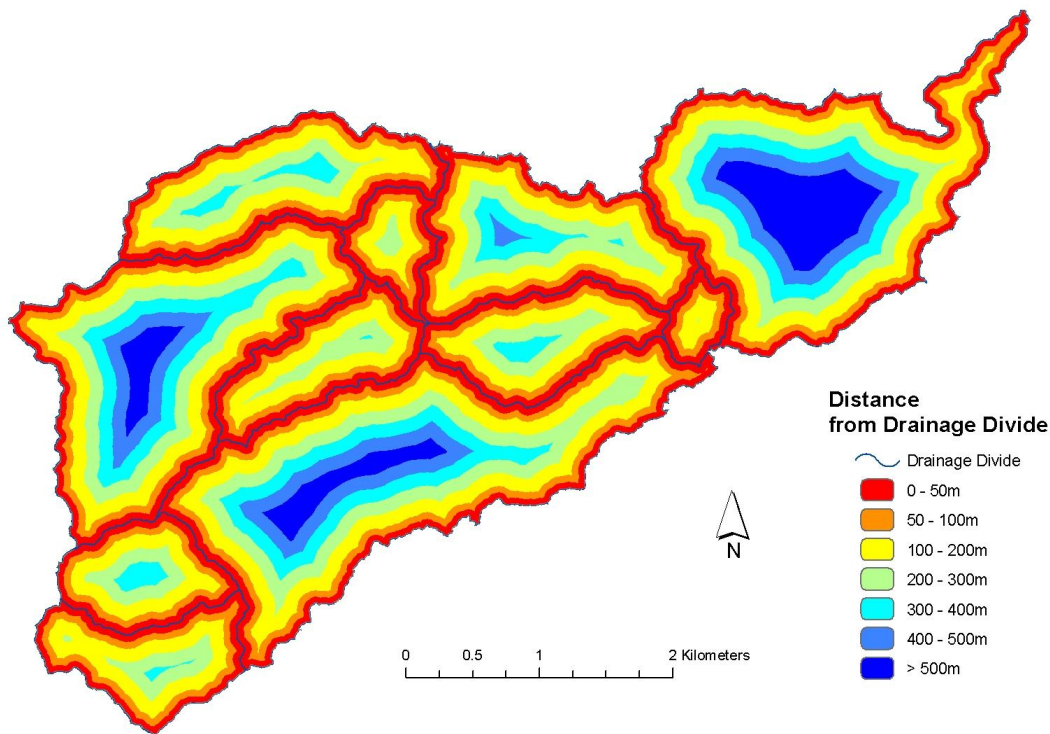 Distance
from Drainage Divide
Drainage Divide
0 - 50m
50 - 100m
100 - 200m
200 - 300m
300 - 400m
400 - 500m
> 500m
N
0 0.5 1 2 Kilometers